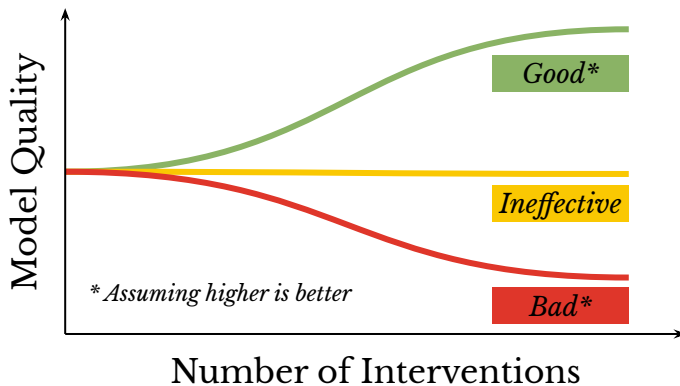 Model Quality
Good*
Ineffective
* Assuming higher is better
Bad*
Number of Interventions